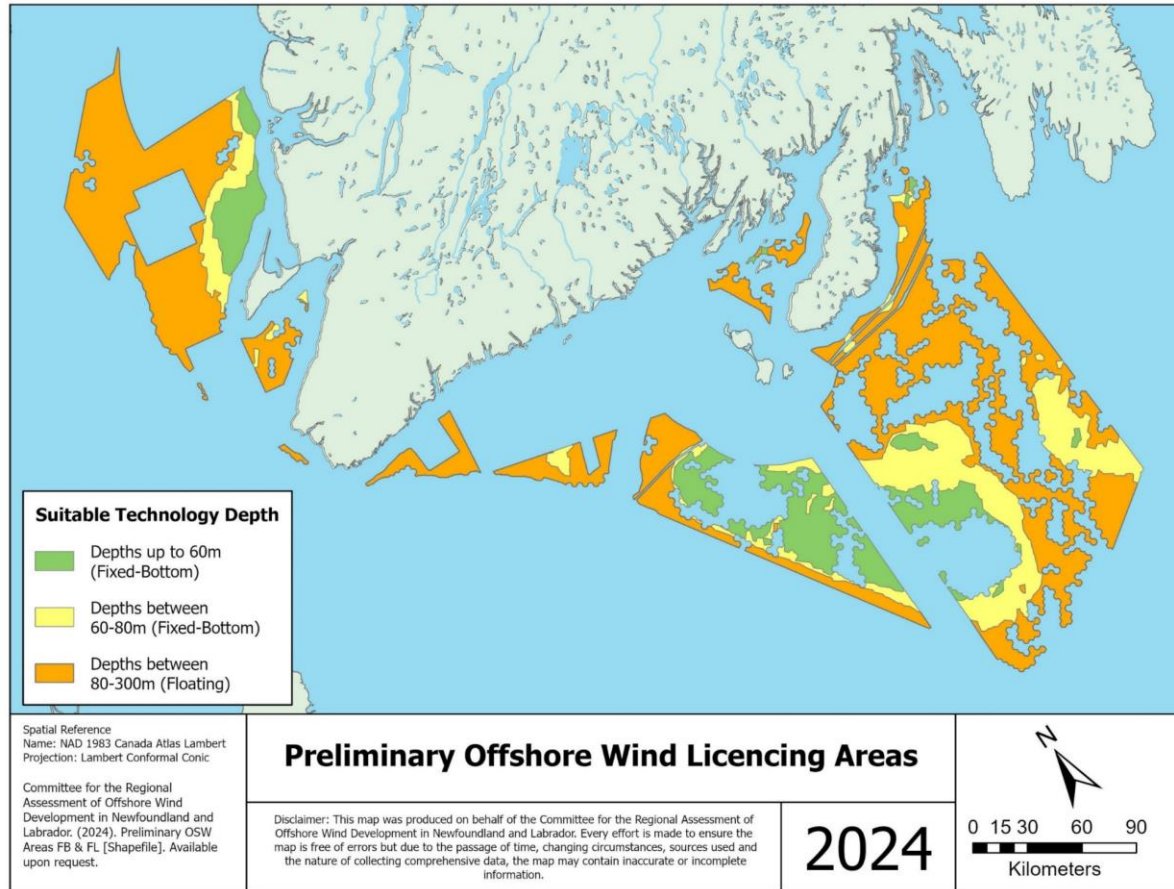 Suitable Technology Depth
Depths up to 60m
(Fixed-Bottom)
Depths between
60-80m (Fixed-Bottom)
Depths between
80-300m (Floating)
Spatial Reference
Name: NAD 1983 Canada Atlas Lambert
Projection: Lambert Conformal Conic
Committee for the Regional
Assessment of Offshore Wind
Development in Newfoundland and
Labrador. (2024). Preliminary OSW
Areas FB & FL [Shapefile]. Available
upon request.
Preliminary Offshore Wind Licencing Areas
Disclaimer: This map was produced on behalf of the Committee for the Regional Assessment of
Offshore Wind Development in Newfoundland and Labrador. Every effort is made to ensure the
map is free of errors but due to the passage of time, changing circumstances, sources used and
the nature of collecting comprehensive data, the map may contain inaccurate or incomplete
information.
2024
N
0 15 30 60 90
Kilometers